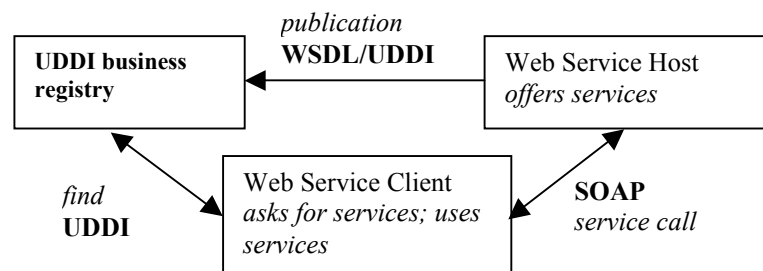 publication
WSDL/UDDI
UDDI business
registry
Web Service Host
offers services
find
UDDI
Web Service Client
asks for services; uses
services
SOAP
service call